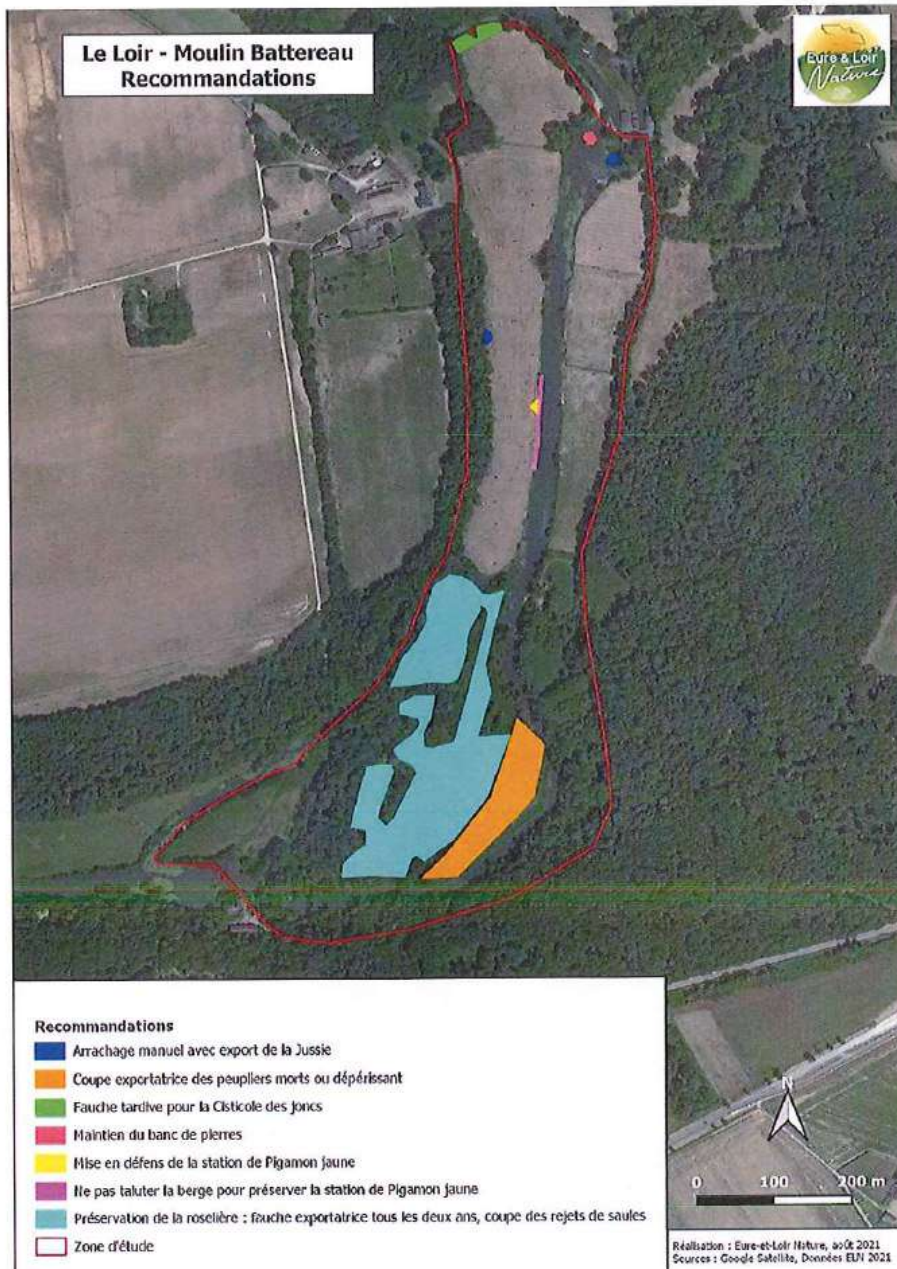 Le Loir - Moulin Battereau
Recommandations
Eure & Loir
Nature
Recommandations
Arrachage manuel avec export de la Jussie
Coupe exportatrice des peupliers morts ou dépérissant
Fauche tardive pour la Cisticole des joncs
Maintien du banc de pierres
Mise en défens de la station de Pigamon jaune
Ne pas taluter la berge pour préserver la station de Pigamon jaune
Préservation de la roselière : fauche exportatrice tous les deux ans, coupe des rejets de saules
Zone d'étude
N
0 100 200 m
Réalisation : Eure-et-Loir Nature, août 2021
Sources : Google Satellite, Données ELN 2021